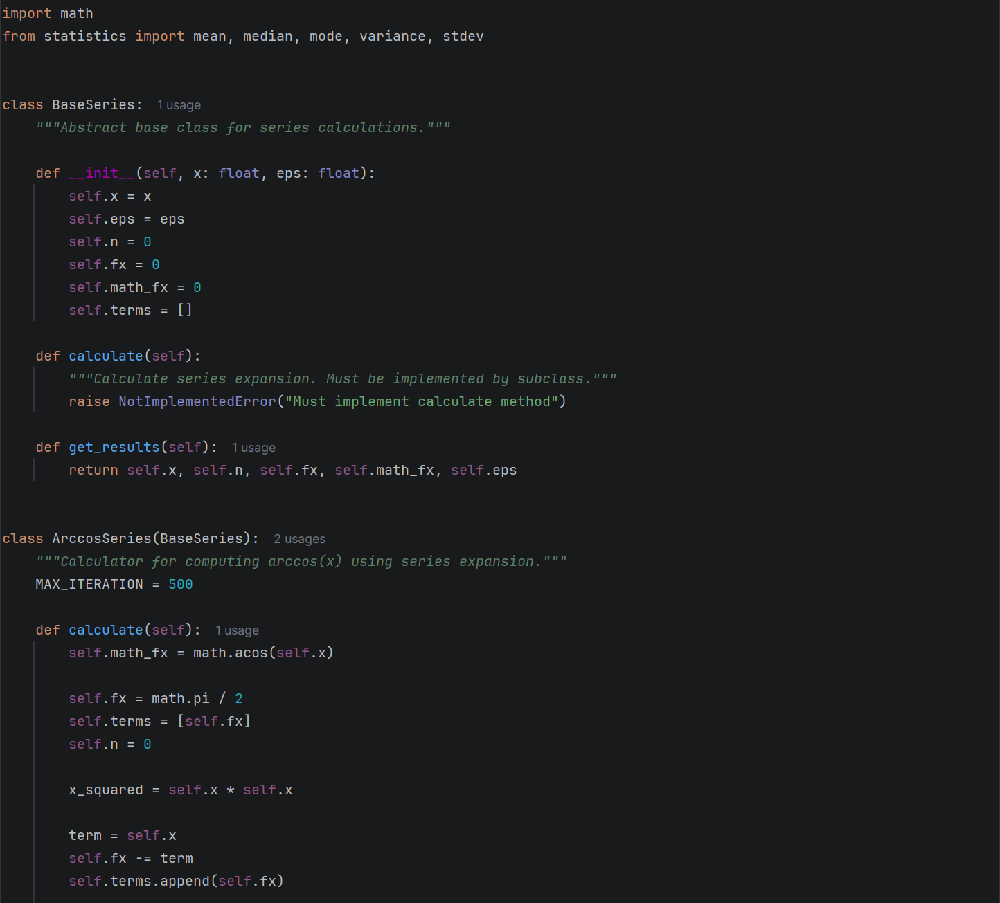 import math
from statistics import mean, median, mode, variance, stdev
class BaseSeries: 1 usage
"""Abstract base class for series calculations."""
def __init__(self, x: float, eps: float):
self.x = x
self.eps = eps
self.n = 0
self.fx = 0
self.math_fx = 0
self.terms = []
def calculate(self):
"""Calculate series expansion. Must be implemented by subclass."""
raise NotImplementedError("Must implement calculate method")
def get_results(self): 1 usage
return self.x, self.n, self.fx, self.math_fx, self.eps
class ArccosSeries(BaseSeries): 2 usages
"""Calculator for computing arccos(x) using series expansion."""
MAX_ITERATION = 500
def calculate(self): 1 usage
self.math_fx = math.acos(self.x)
self.fx = math.pi / 2
self.terms = [self.fx]
self.n = 0
x_squared = self.x * self.x
term = self.x
self.fx -= term
self.terms.append(self.fx)